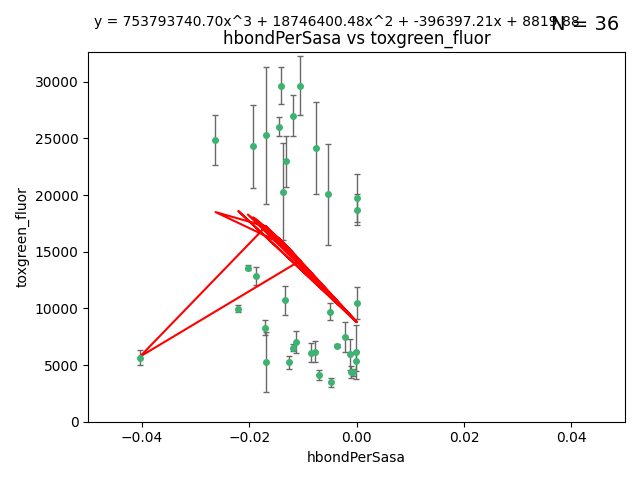 y = 753793740.70x^3 + 18746400.48x^2 + -396397.21x + 8819.88
N = 36
hbondPerSasa vs toxgreen_fluor
30000
25000
20000
15000
10000
5000
0
toxgreen_fluor
−0.04
−0.02
0.00
0.02
0.04
hbondPerSasa